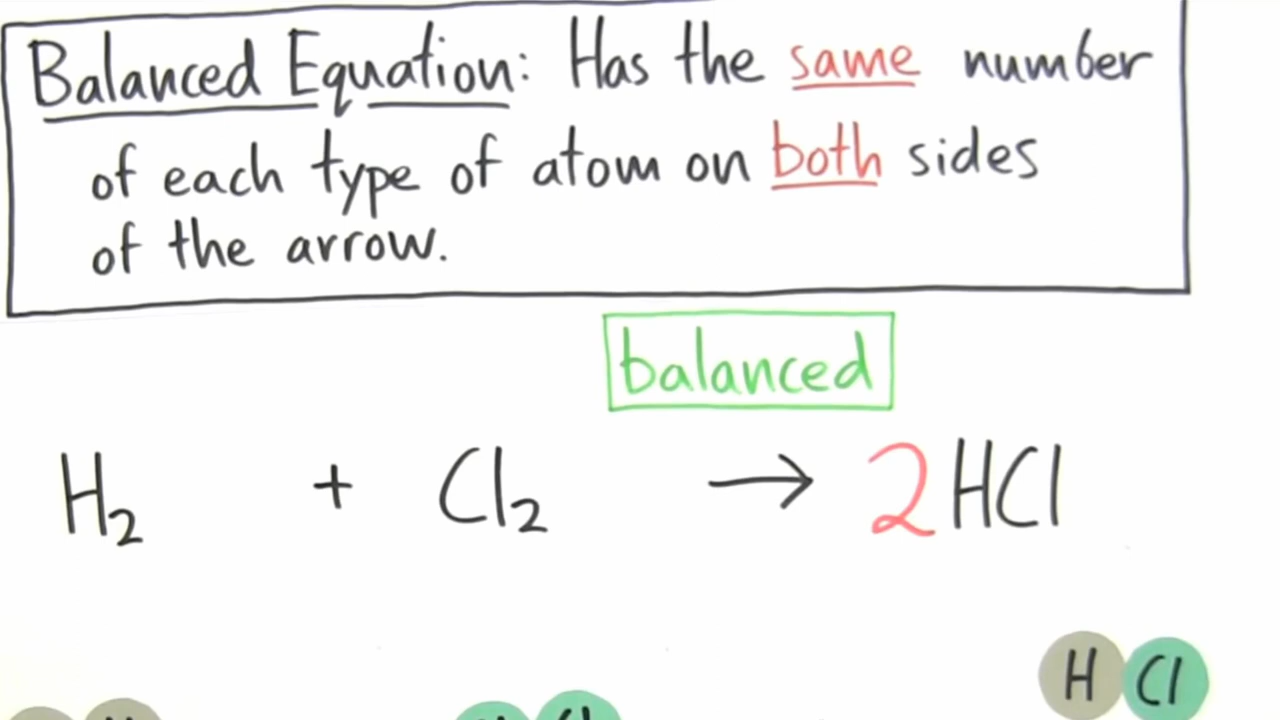 Balanced Equation: Has the same number
of each type of atom on both sides
of the arrow.
balanced
H₂ + Cl₂ → 2HCl
H Cl